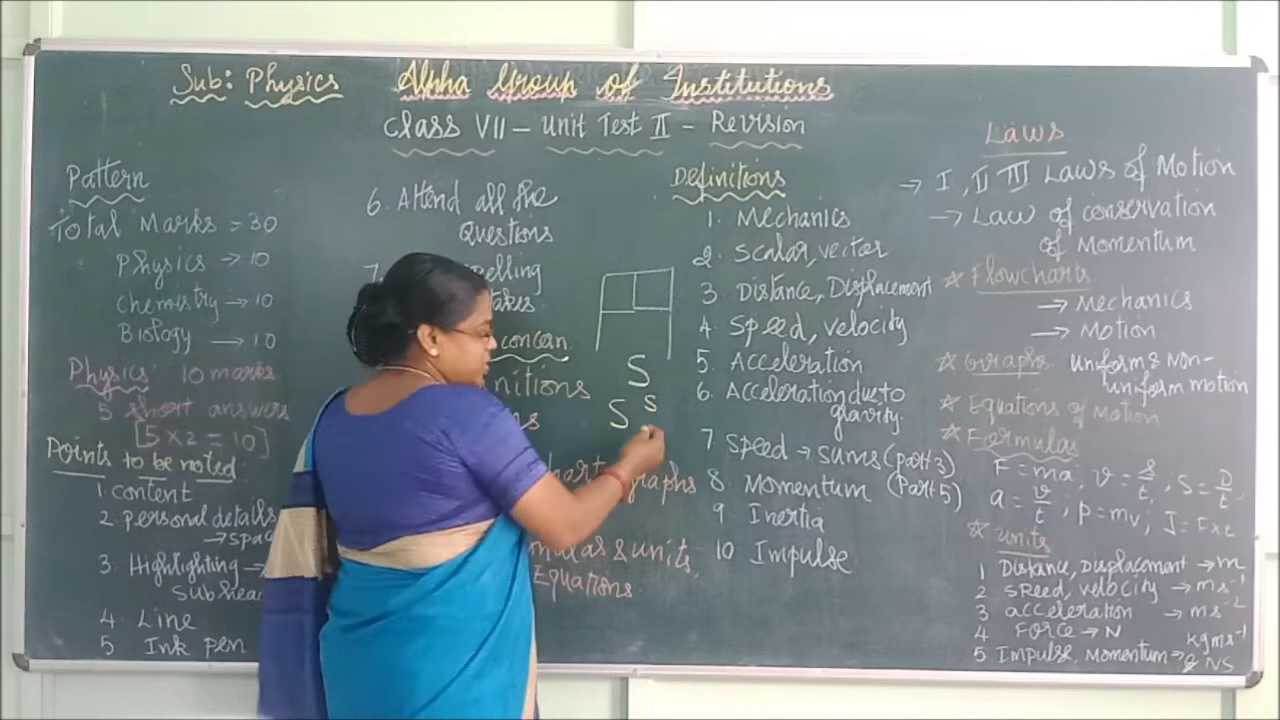 Sub: Physics
Alpha Group of Institutions
Class VII – Unit Test II – Revision
Pattern
Total Marks = 30
Physics → 10
Chemistry → 10
Biology → 10
Physics: 10 marks
5 short answers
[5 x 2 = 10]
Points to be noted:
1. content
2 personal details
→ spac
3. Highlighting →
subhea
4. Line
5 Ink pen
6. Attend all the
Questions
7.
pelling
takes
concern
nitions
ns
hart graphs
mulas & units,
Equations.
S
S s
Definitions
1. Mechanics
2. Scalar, vector
3. Distance, Displacement
4. Speed, velocity
5. Acceleration
6. Acceleration due to
gravity.
7 speed → sums (part 3)
8. Momentum (Part 5)
9. Inertia
10 Impulse
Laws
→ I, II III Laws of Motion
→ Law of conservation
of Momentum
☆ Flowcharts
→ Mechanics
→ Motion
☆ Graphs uniform & non-
uniform motion
☆ Equations of Motion
☆ Formulas
F = ma, v = s/t, S = D/t,
a = v/t, p = mv, J = F x t
☆ units
1 Distance, displacement → m
2 speed, velocity → ms⁻¹
3 acceleration → ms⁻²
4 Force → N
5 Impulse, Momentum → kgms⁻¹
& NS